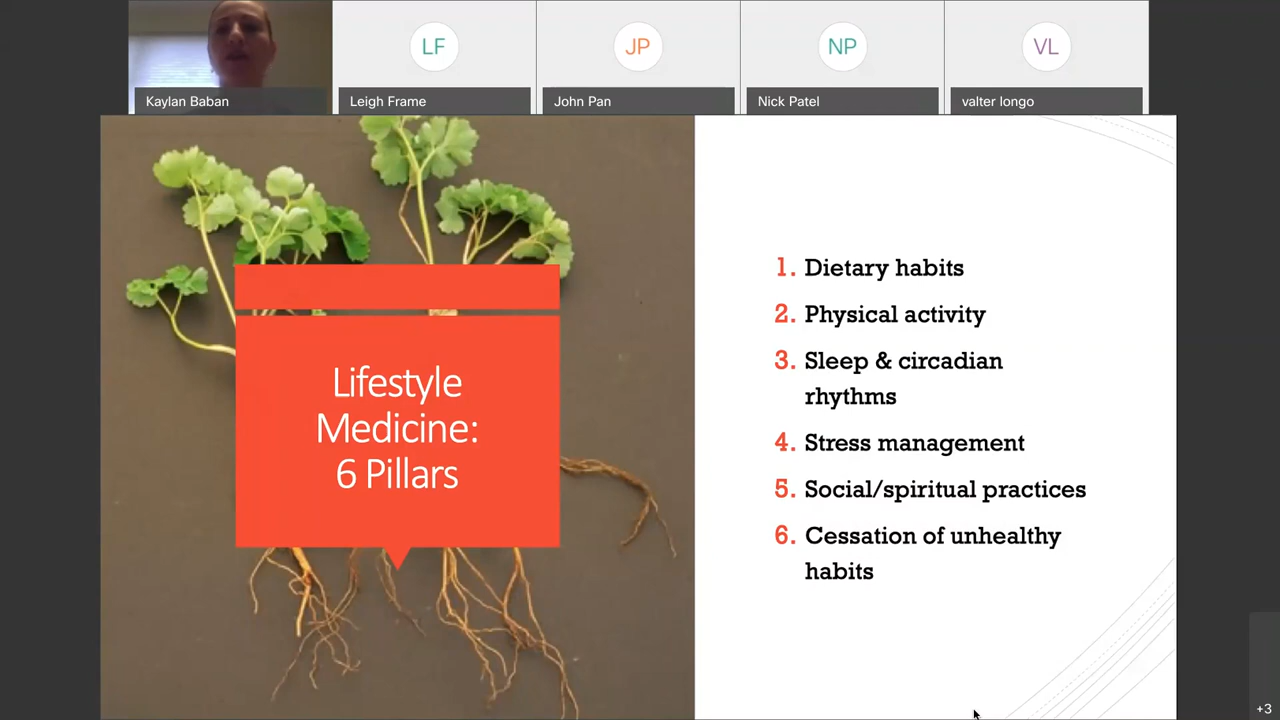 LF
JP
NP
VL
Kaylan Baban
Leigh Frame
John Pan
Nick Patel
valter longo
Lifestyle
Medicine:
6 Pillars
1. Dietary habits
2. Physical activity
3. Sleep & circadian
rhythms
4. Stress management
5. Social/spiritual practices
6. Cessation of unhealthy
habits
+3